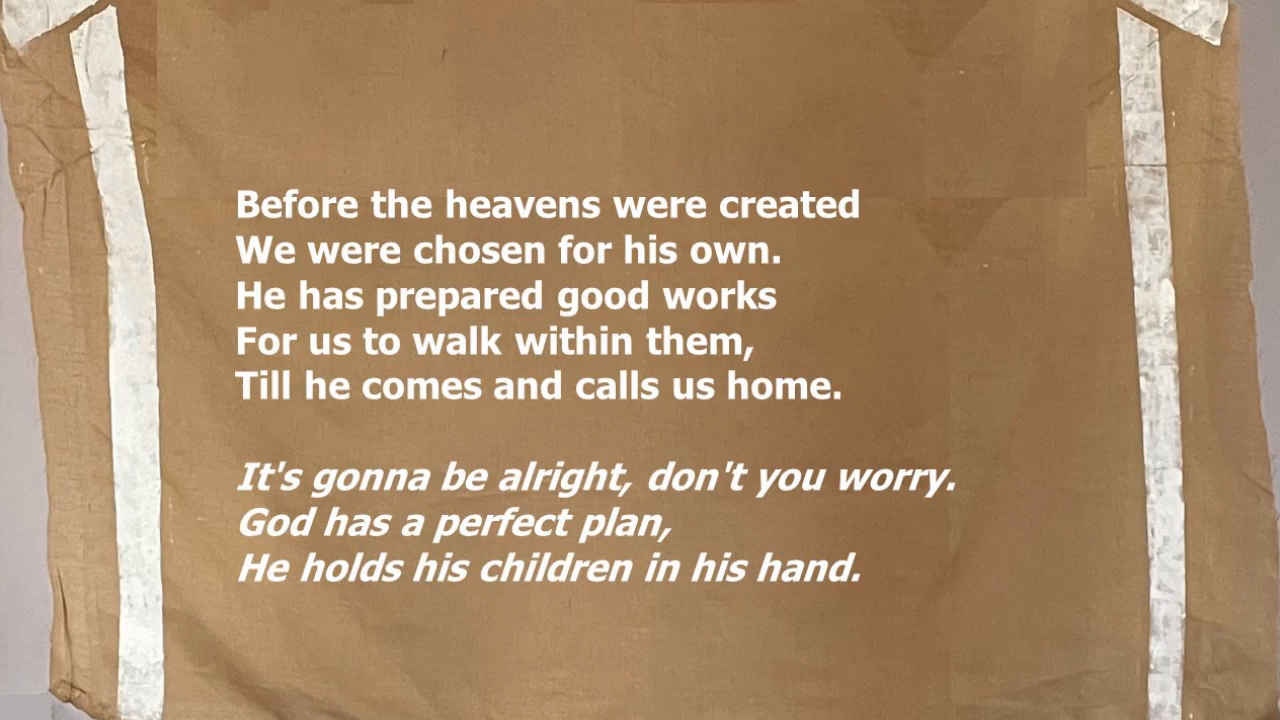 Before the heavens were created
We were chosen for his own.
He has prepared good works
For us to walk within them,
Till he comes and calls us home.
It's gonna be alright, don't you worry.
God has a perfect plan,
He holds his children in his hand.